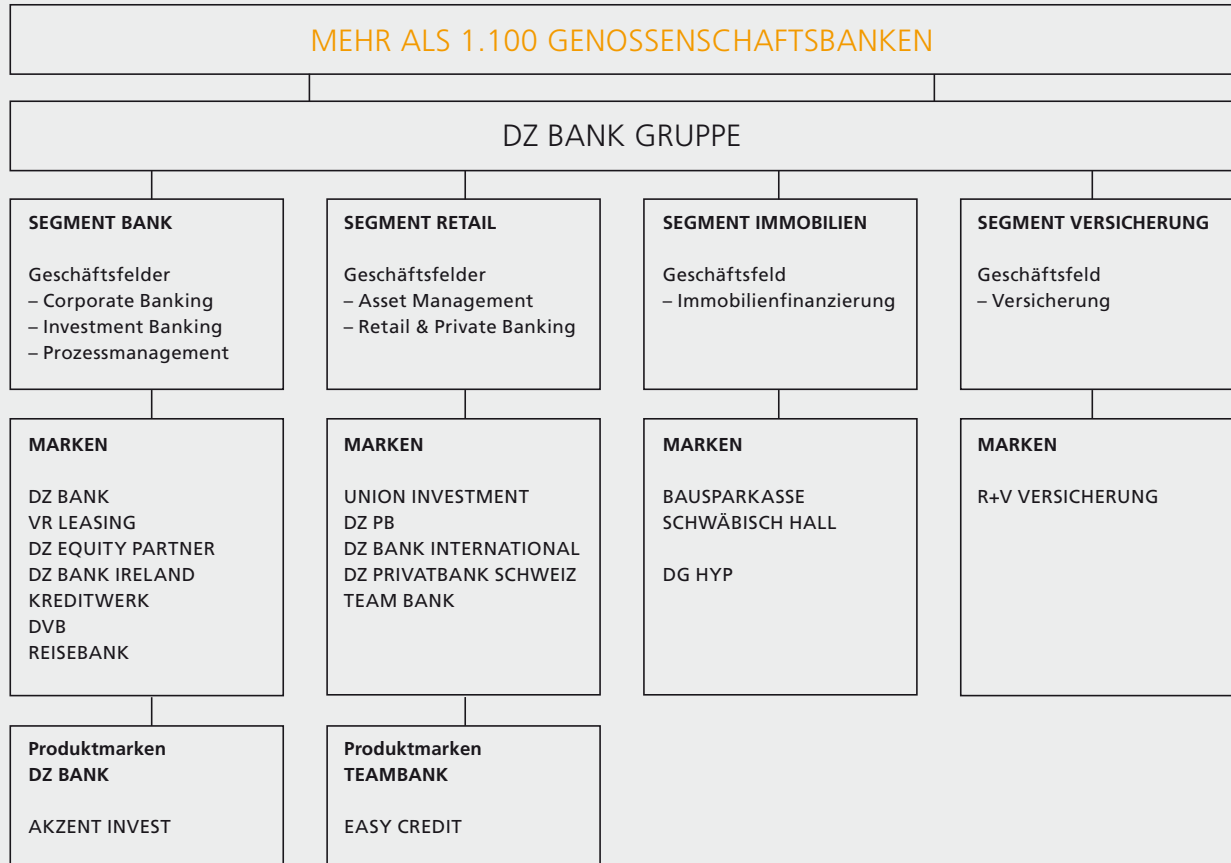 MEHR ALS 1.100 GENOSSENSCHAFTSBANKEN
DZ BANK GRUPPE
SEGMENT BANK
Geschäftsfelder
– Corporate Banking
– Investment Banking
– Prozessmanagement
SEGMENT RETAIL
Geschäftsfelder
– Asset Management
– Retail & Private Banking
SEGMENT IMMOBILIEN
Geschäftsfeld
– Immobilienfinanzierung
SEGMENT VERSICHERUNG
Geschäftsfeld
– Versicherung
MARKEN
DZ BANK
VR LEASING
DZ EQUITY PARTNER
DZ BANK IRELAND
KREDITWERK
DVB
REISEBANK
MARKEN
UNION INVESTMENT
DZ PB
DZ BANK INTERNATIONAL
DZ PRIVATBANK SCHWEIZ
TEAM BANK
MARKEN
BAUSPARKASSE
SCHWÄBISCH HALL
DG HYP
MARKEN
R+V VERSICHERUNG
Produktmarken
DZ BANK
AKZENT INVEST
Produktmarken
TEAMBANK
EASY CREDIT